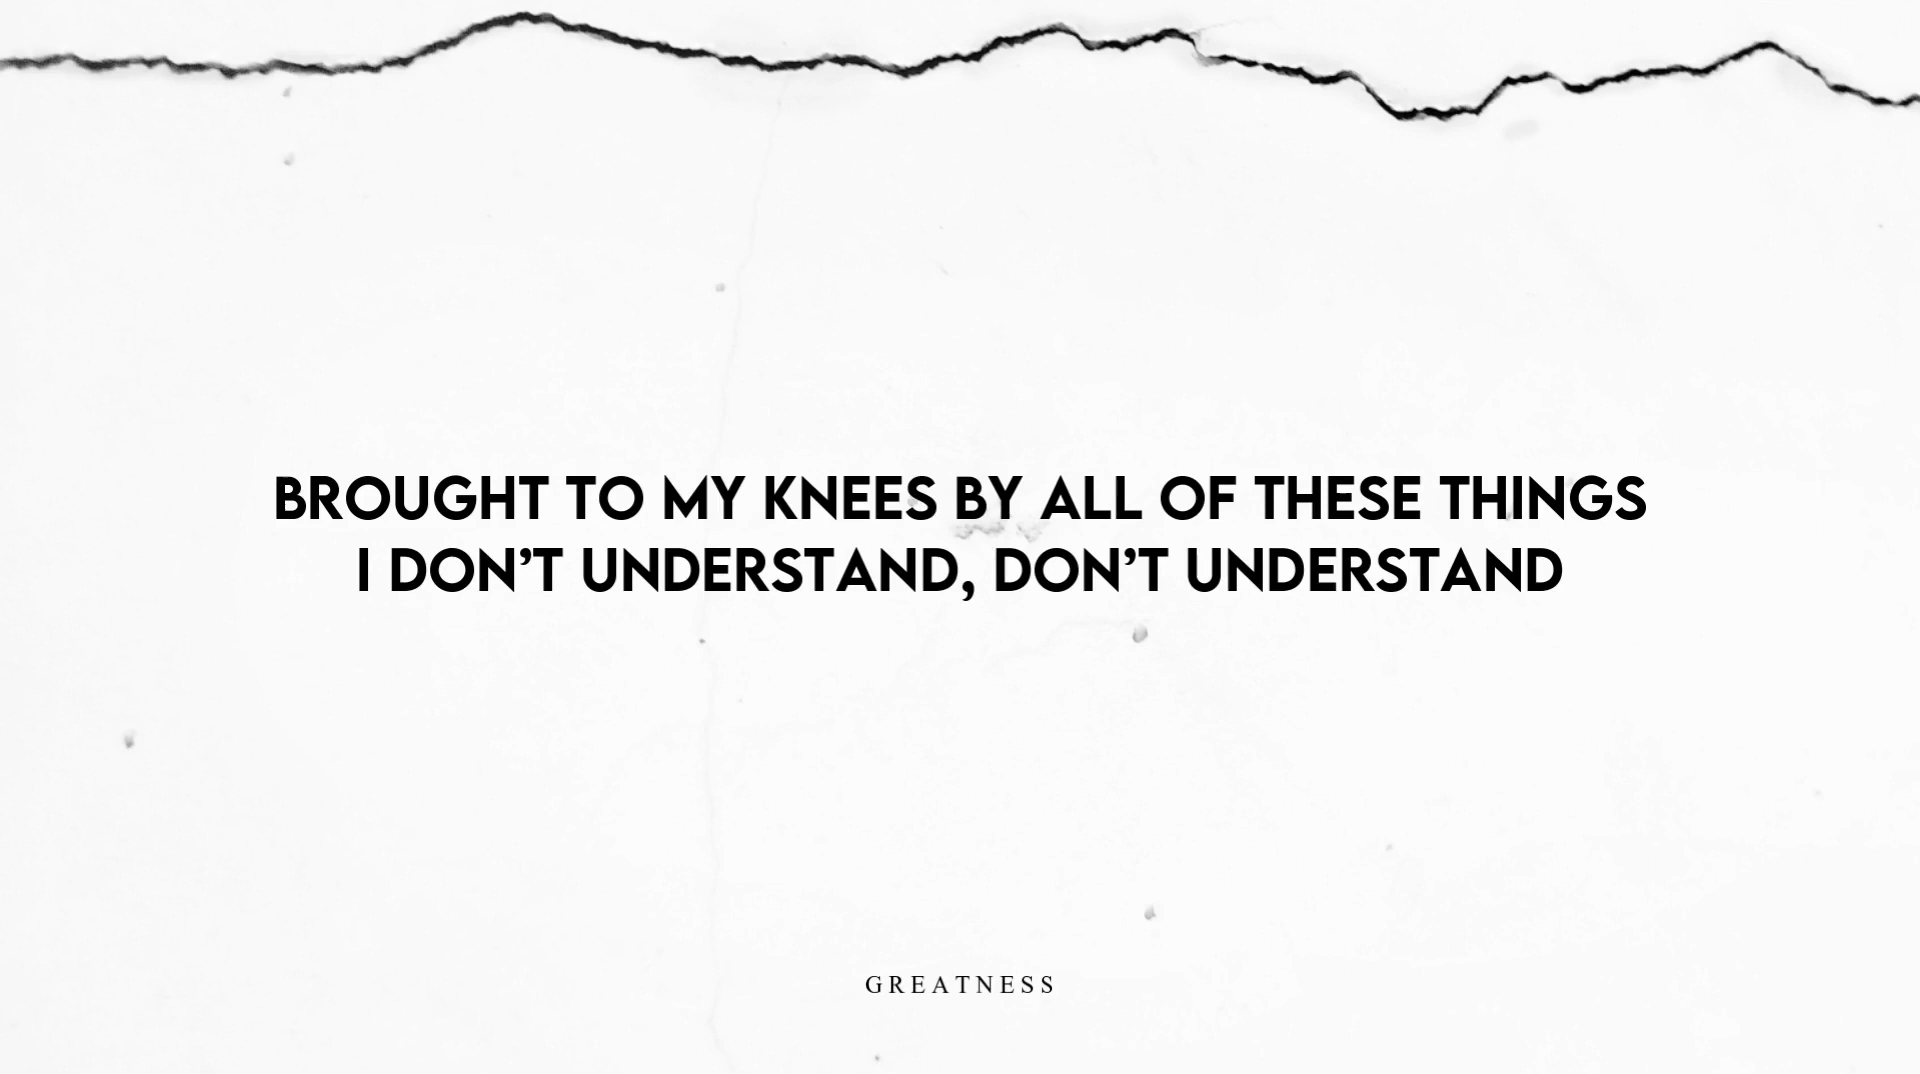 BROUGHT TO MY KNEES BY ALL OF THESE THINGS
I DON’T UNDERSTAND, DON’T UNDERSTAND
GREATNESS